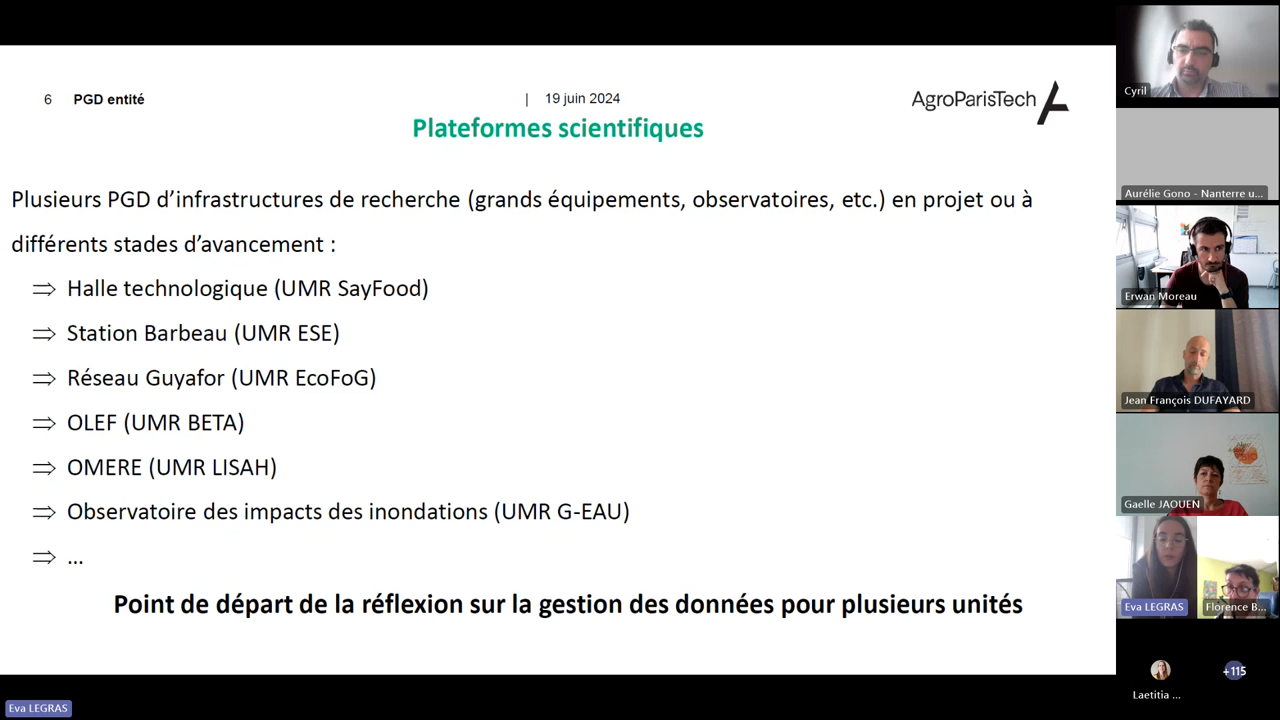 6 PGD entité | 19 juin 2024
AgroParisTech
Plateformes scientifiques
Plusieurs PGD d’infrastructures de recherche (grands équipements, observatoires, etc.) en projet ou à
différents stades d’avancement :
⇒ Halle technologique (UMR SayFood)
⇒ Station Barbeau (UMR ESE)
⇒ Réseau Guyafor (UMR EcoFoG)
⇒ OLEF (UMR BETA)
⇒ OMERE (UMR LISAH)
⇒ Observatoire des impacts des inondations (UMR G-EAU)
⇒ ...
Point de départ de la réflexion sur la gestion des données pour plusieurs unités
Cyril
Aurélie Gono - Nanterre u...
Erwan Moreau
Jean François DUFAYARD
Gaelle JAOUEN
Eva LEGRAS
Florence B...
Laetitia ...
+115
Eva LEGRAS